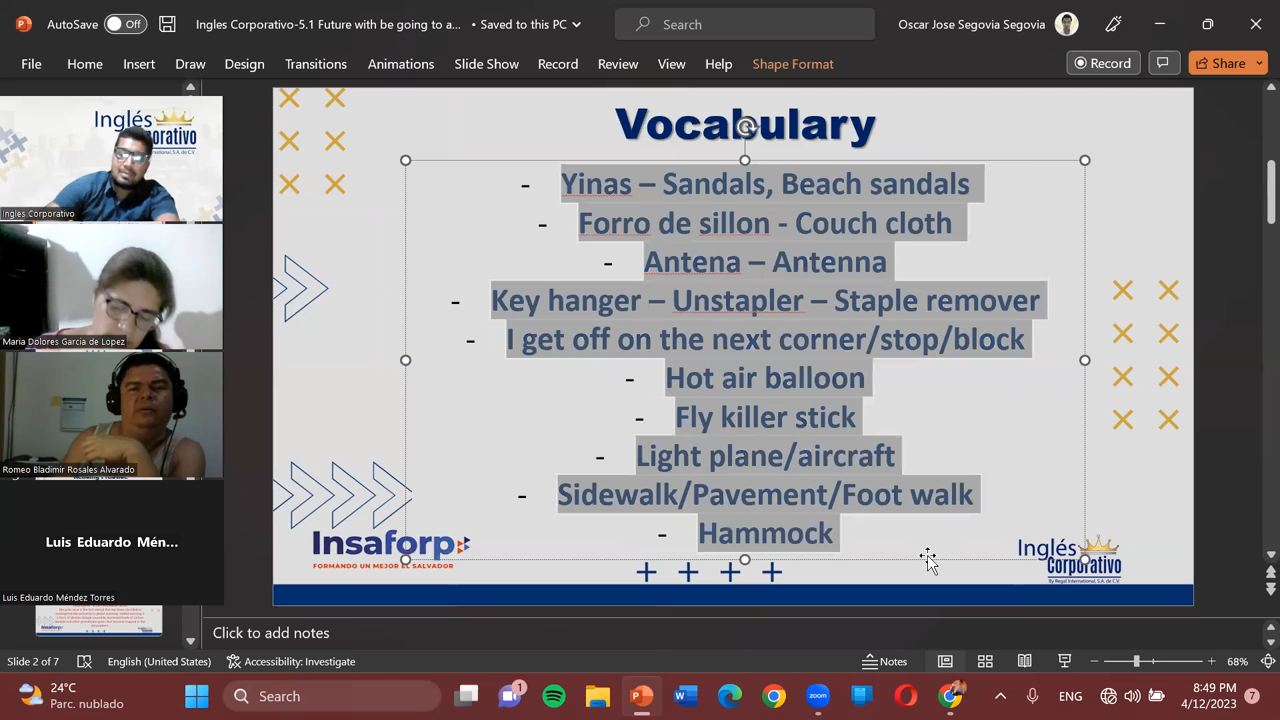 AutoSave Off Ingles Corporativo-5.1 Future with be going to a... • Saved to this PC Search Oscar Jose Segovia Segovia
File Home Insert Draw Design Transitions Animations Slide Show Record Review View Help Shape Format Record Share
Inglés
Corporativo
Ingles Corporativo
Maria Dolores Garcia de Lopez
Romeo Bladimir Rosales Alvarado
Luis Eduardo Mén...
Luis Eduardo Méndez Torres
Vocabulary
- Yinas – Sandals, Beach sandals
- Forro de sillon - Couch cloth
- Antena – Antenna
- Key hanger – Unstapler – Staple remover
- I get off on the next corner/stop/block
- Hot air balloon
- Fly killer stick
- Light plane/aircraft
- Sidewalk/Pavement/Foot walk
- Hammock
Insaforp
FORMANDO UN MEJOR EL SALVADOR
Inglés
Corporativo
By Regal International, S.A. de C.V.
Click to add notes
Slide 2 of 7 English (United States) Accessibility: Investigate Notes 68%
24°C
Parc. nublado
Search
1
ENG
8:49 PM
4/12/2023
7